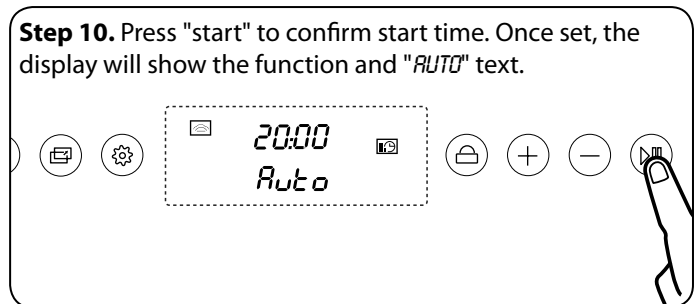 Step 10. Press "start" to confirm start time. Once set, the
display will show the function and "AUTO" text.
20:00
Auto